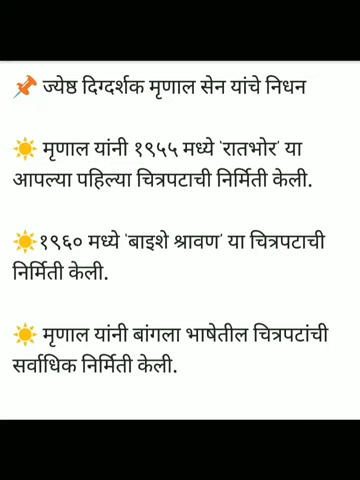 📌 ज्येष्ठ दिग्दर्शक मृणाल सेन यांचे निधन
☀️ मृणाल यांनी १९५५ मध्ये 'रातभोर' या
आपल्या पहिल्या चित्रपटाची निर्मिती केली.
☀️१९६० मध्ये 'बाइशे श्रावण' या चित्रपटाची
निर्मिती केली.
☀️ मृणाल यांनी बांगला भाषेतील चित्रपटांची
सर्वाधिक निर्मिती केली.